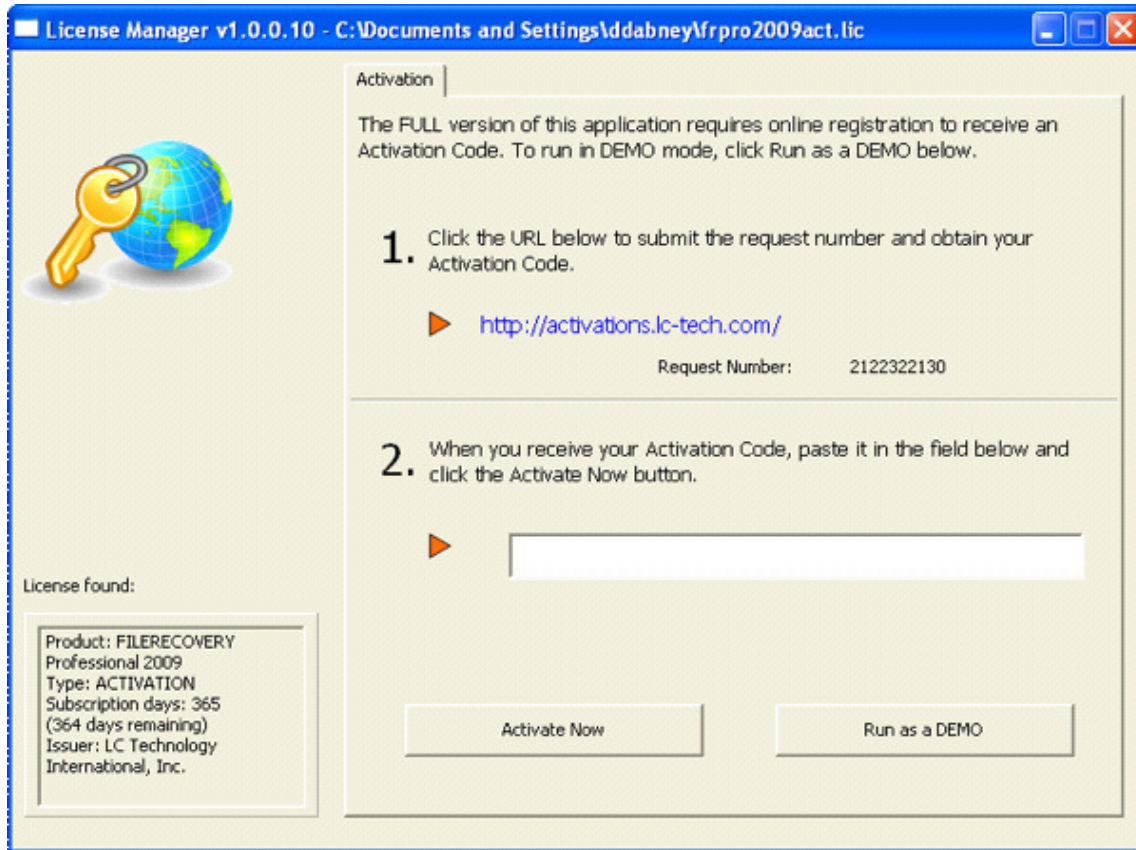 License Manager v1.0.0.10 - C:\Documents and Settings\ddabney\frpro2009act.lic
Activation
The FULL version of this application requires online registration to receive an
Activation Code. To run in DEMO mode, click Run as a DEMO below.
1. Click the URL below to submit the request number and obtain your
Activation Code.
http://activations.lc-tech.com/
Request Number: 2122322130
2. When you receive your Activation Code, paste it in the field below and
click the Activate Now button.
License found:
Product: FILERECOVERY
Professional 2009
Type: ACTIVATION
Subscription days: 365
(364 days remaining)
Issuer: LC Technology
International, Inc.
Activate Now
Run as a DEMO